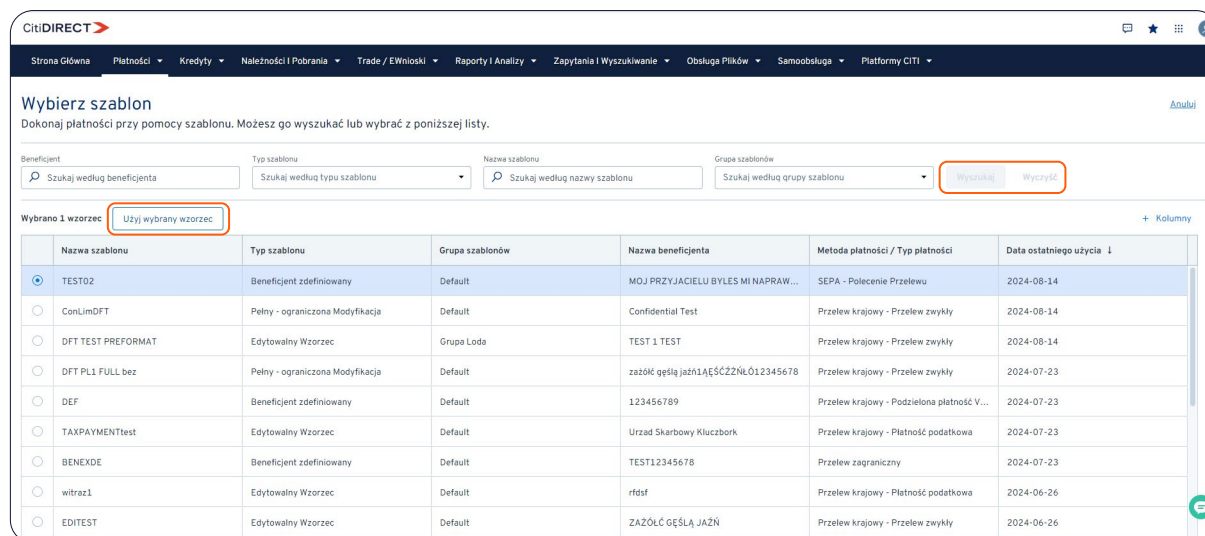 CitiDIRECT
Strona Główna Płatności Kredyty Należności I Pobrania Trade / EWnioski Raporty I Analizy Zapytania I Wyszukiwanie Obsługa Plików Samoobsługa Platformy CITI
Wybierz szablon Anuluj
Dokonaj płatności przy pomocy szablonu. Możesz go wyszukać lub wybrać z poniższej listy.
Beneficjent Typ szablonu Nazwa szablonu Grupa szablonów
Szukaj według beneficjenta Szukaj według typu szablonu Szukaj według nazwy szablonu Szukaj według grupy szablonu Wyszukaj Wyczyść
Wybrano 1 wzorzec Użyj wybrany wzorzec + Kolumny
Nazwa szablonu Typ szablonu Grupa szablonów Nazwa beneficjenta Metoda płatności / Typ płatności Data ostatniego użycia ↓
TEST02 Beneficjent zdefiniowany Default MOJ PRZYJACIELU BYLES MI NAPRAW... SEPA - Polecenie Przelewu 2024-08-14
ConLimDFT Pełny - ograniczona Modyfikacja Default Confidential Test Przelew krajowy - Przelew zwykły 2024-08-14
DFT TEST PREFORMAT Edytowalny Wzorzec Grupa Loda TEST 1 TEST Przelew krajowy - Przelew zwykły 2024-08-14
DFT PL1 FULL bez Pełny - ograniczona Modyfikacja Default zażółć gęślą jaźń1ĄĘŚĆŻŹŃŁÓ12345678 Przelew krajowy - Przelew zwykły 2024-07-23
DEF Beneficjent zdefiniowany Default 123456789 Przelew krajowy - Podzielona płatność V... 2024-07-23
TAXPAYMENTtest Edytowalny Wzorzec Default Urzad Skarbowy Kluczbork Przelew krajowy - Płatność podatkowa 2024-07-23
BENEXDE Beneficjent zdefiniowany Default TEST12345678 Przelew zagraniczny 2024-07-23
witraz1 Edytowalny Wzorzec Default rfdsf Przelew krajowy - Płatność podatkowa 2024-06-26
EDITEST Edytowalny Wzorzec Default ZAŻÓŁĆ GĘŚLĄ JAŹŃ Przelew krajowy - Przelew zwykły 2024-06-26